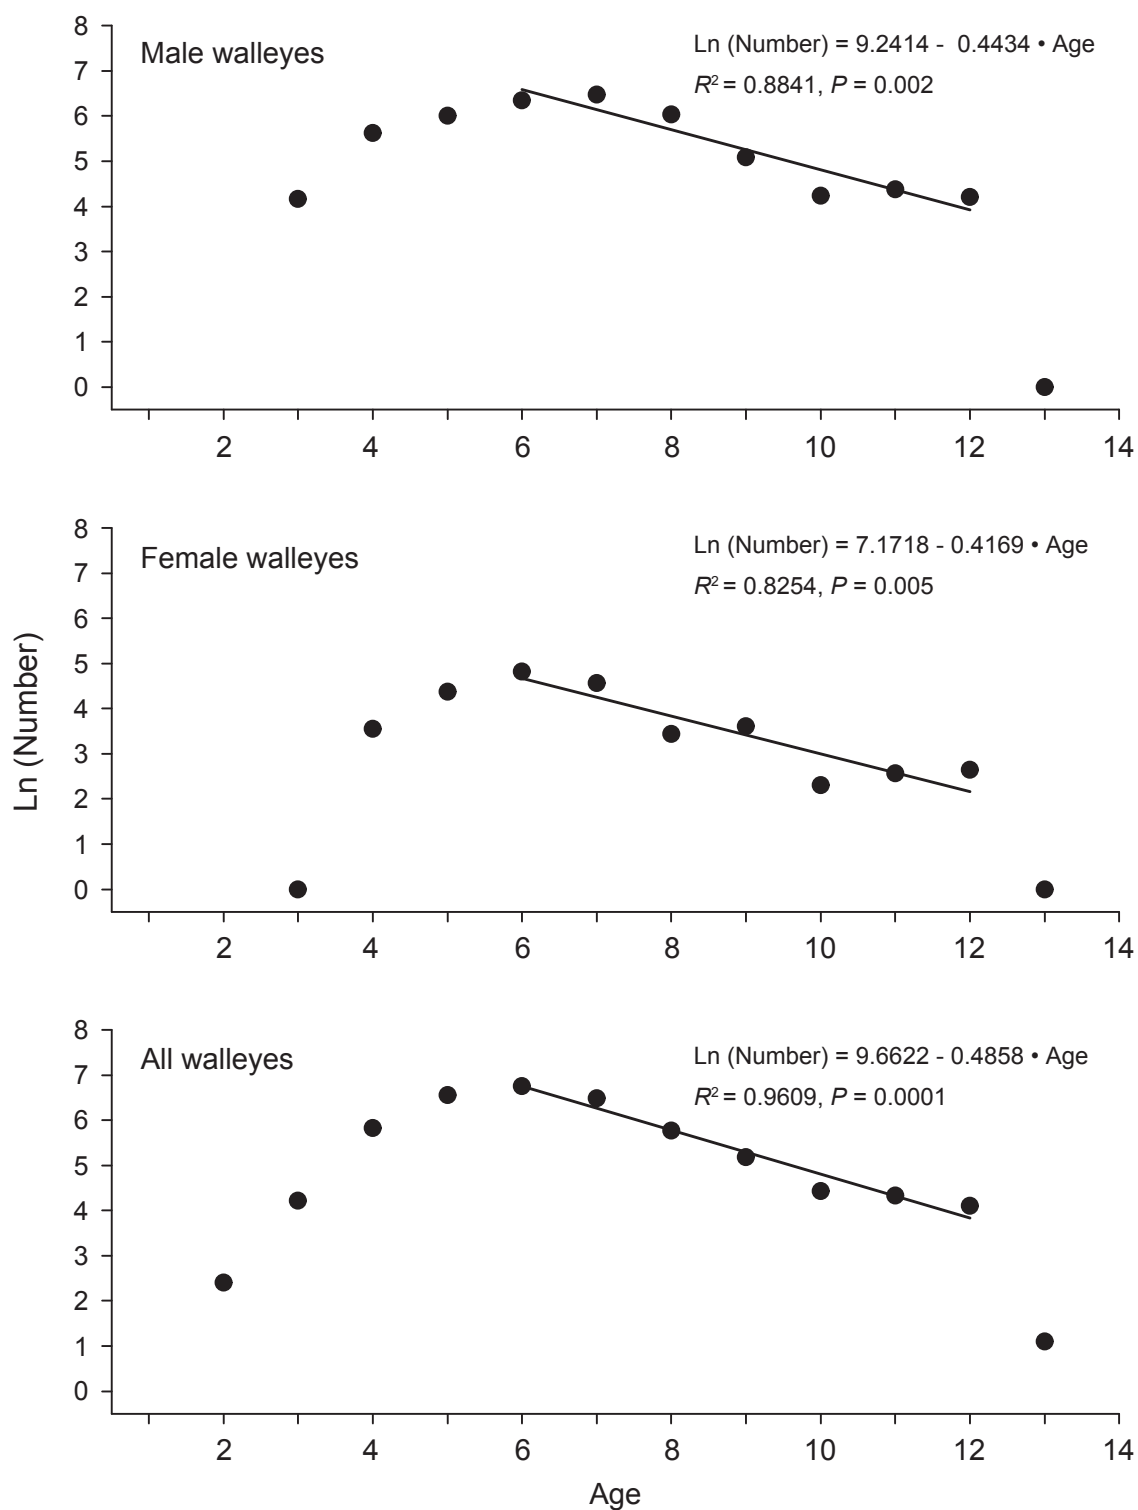 Male walleyes
Ln (Number) = 9.2414 -  0.4434 • Age
R² = 0.8841, P = 0.002
8
7
6
5
4
3
2
1
0
2 4 6 8 10 12 14
Female walleyes
Ln (Number) = 7.1718 - 0.4169 • Age
R² = 0.8254, P = 0.005
8
7
6
5
4
3
2
1
0
2 4 6 8 10 12 14
Ln (Number)
All walleyes
Ln (Number) = 9.6622 - 0.4858 • Age
R² = 0.9609, P = 0.0001
8
7
6
5
4
3
2
1
0
2 4 6 8 10 12 14
Age